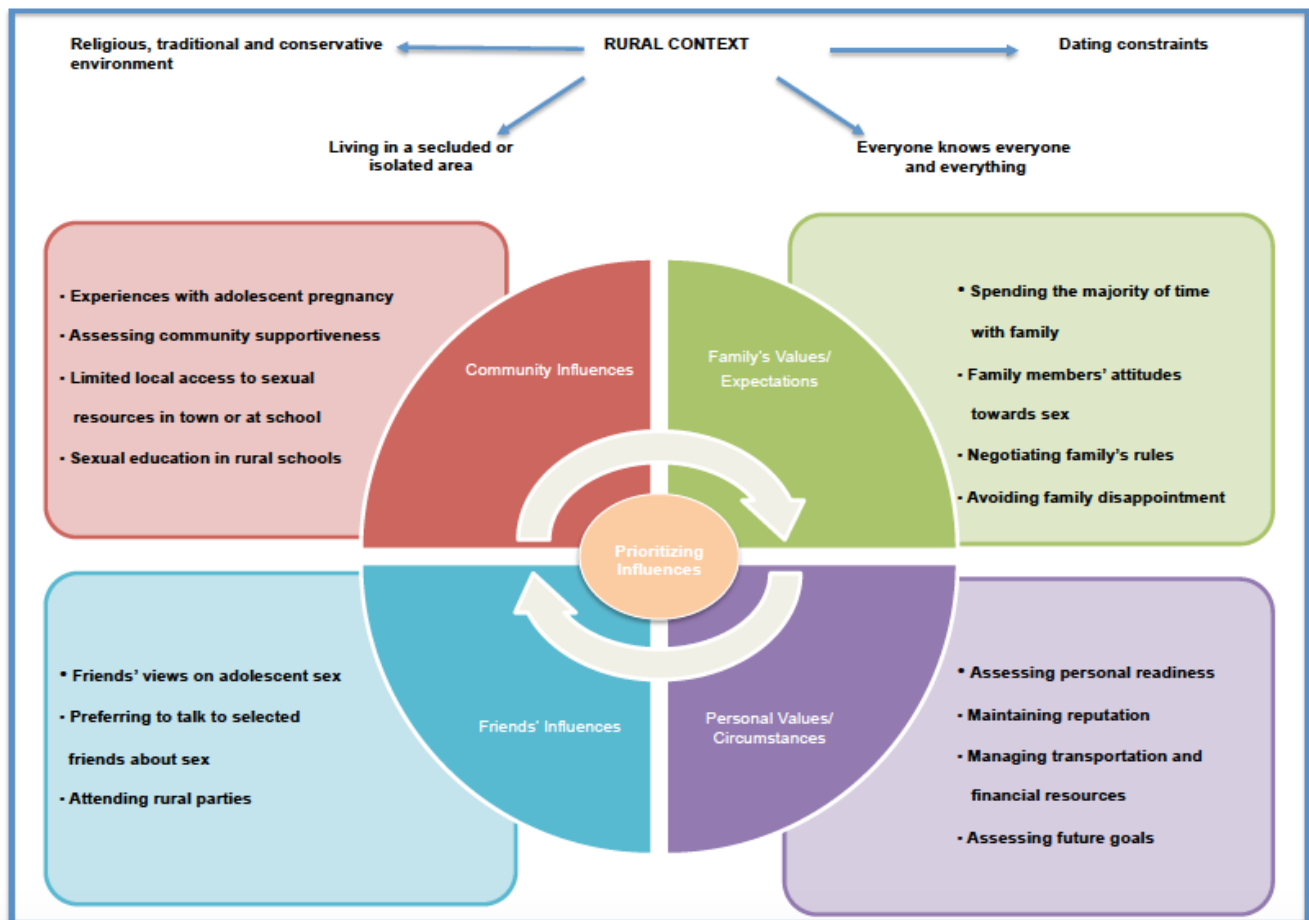 RURAL CONTEXT
Religious, traditional and conservative
environment
Dating constraints
Living in a secluded or
isolated area
Everyone knows everyone
and everything
- Experiences with adolescent pregnancy
- Assessing community supportiveness
- Limited local access to sexual
resources in town or at school
- Sexual education in rural schools
Community Influences
Family's Values/
Expectations
• Spending the majority of time
with family
- Family members' attitudes
towards sex
- Negotiating family's rules
- Avoiding family disappointment
Prioritizing
Influences
• Friends' views on adolescent sex
- Preferring to talk to selected
friends about sex
- Attending rural parties
Friends' Influences
Personal Values/
Circumstances
• Assessing personal readiness
- Maintaining reputation
- Managing transportation and
financial resources
- Assessing future goals